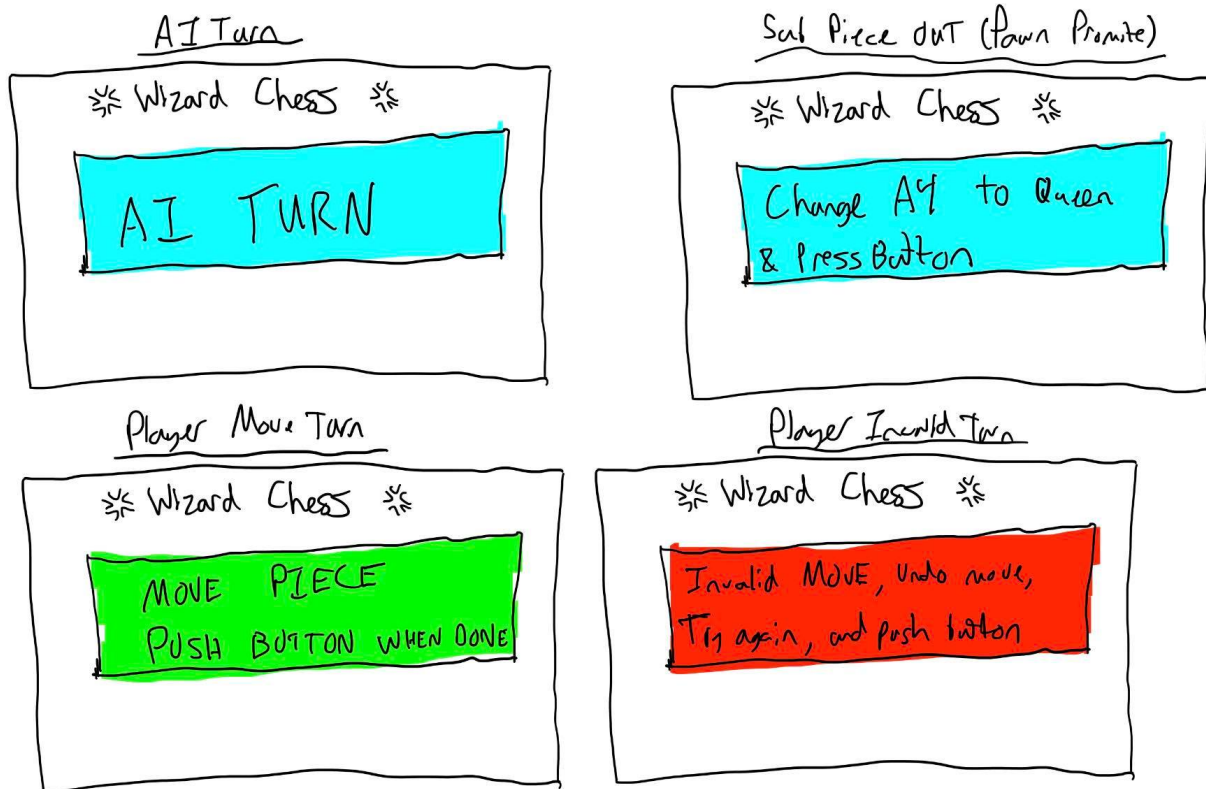 AI Turn
Wizard Chess
AI TURN
Sub Piece OUT (Pawn Promote)
Wizard Chess
Change A4 to Queen
& Press Button
Player Move Turn
Wizard Chess
MOVE PIECE
PUSH BUTTON WHEN DONE
Player Invalid Turn
Wizard Chess
Invalid MOVE, undo move,
Try again, and push button